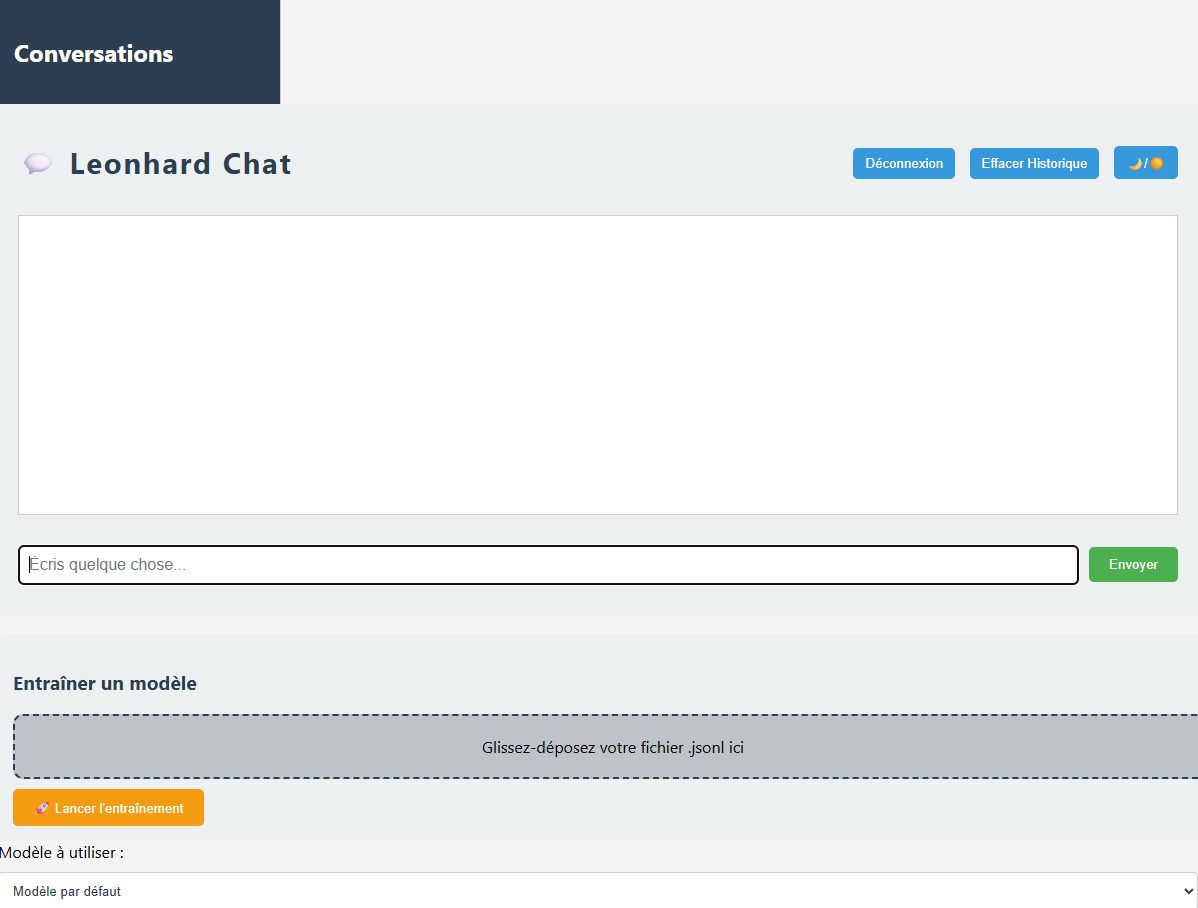 Conversations
Leonhard Chat
Déconnexion
Effacer Historique
/
Écris quelque chose...
Envoyer
Entraîner un modèle
Glissez-déposez votre fichier .jsonl ici
Lancer l'entraînement
Modèle à utiliser :
Modèle par défaut